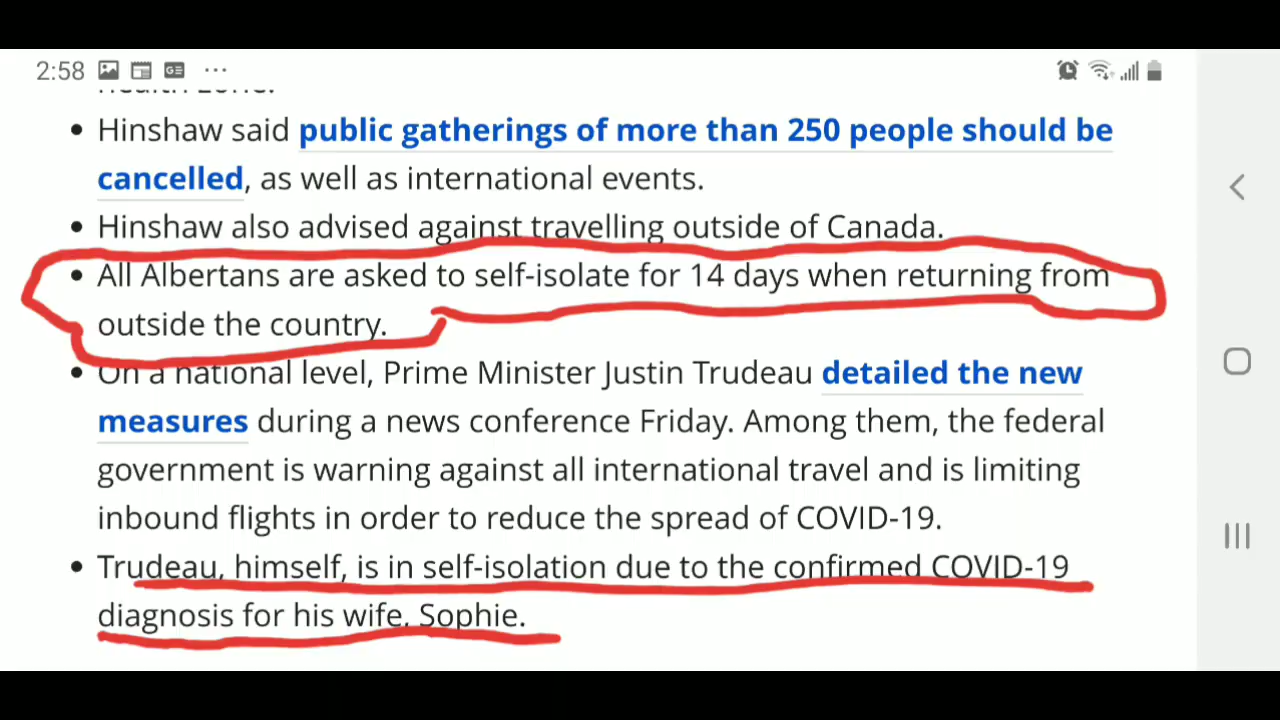 2:58
Health zone.
• Hinshaw said public gatherings of more than 250 people should be
cancelled, as well as international events.
• Hinshaw also advised against travelling outside of Canada.
• All Albertans are asked to self-isolate for 14 days when returning from
outside the country.
• On a national level, Prime Minister Justin Trudeau detailed the new
measures during a news conference Friday. Among them, the federal
government is warning against all international travel and is limiting
inbound flights in order to reduce the spread of COVID-19.
• Trudeau, himself, is in self-isolation due to the confirmed COVID-19
diagnosis for his wife, Sophie.